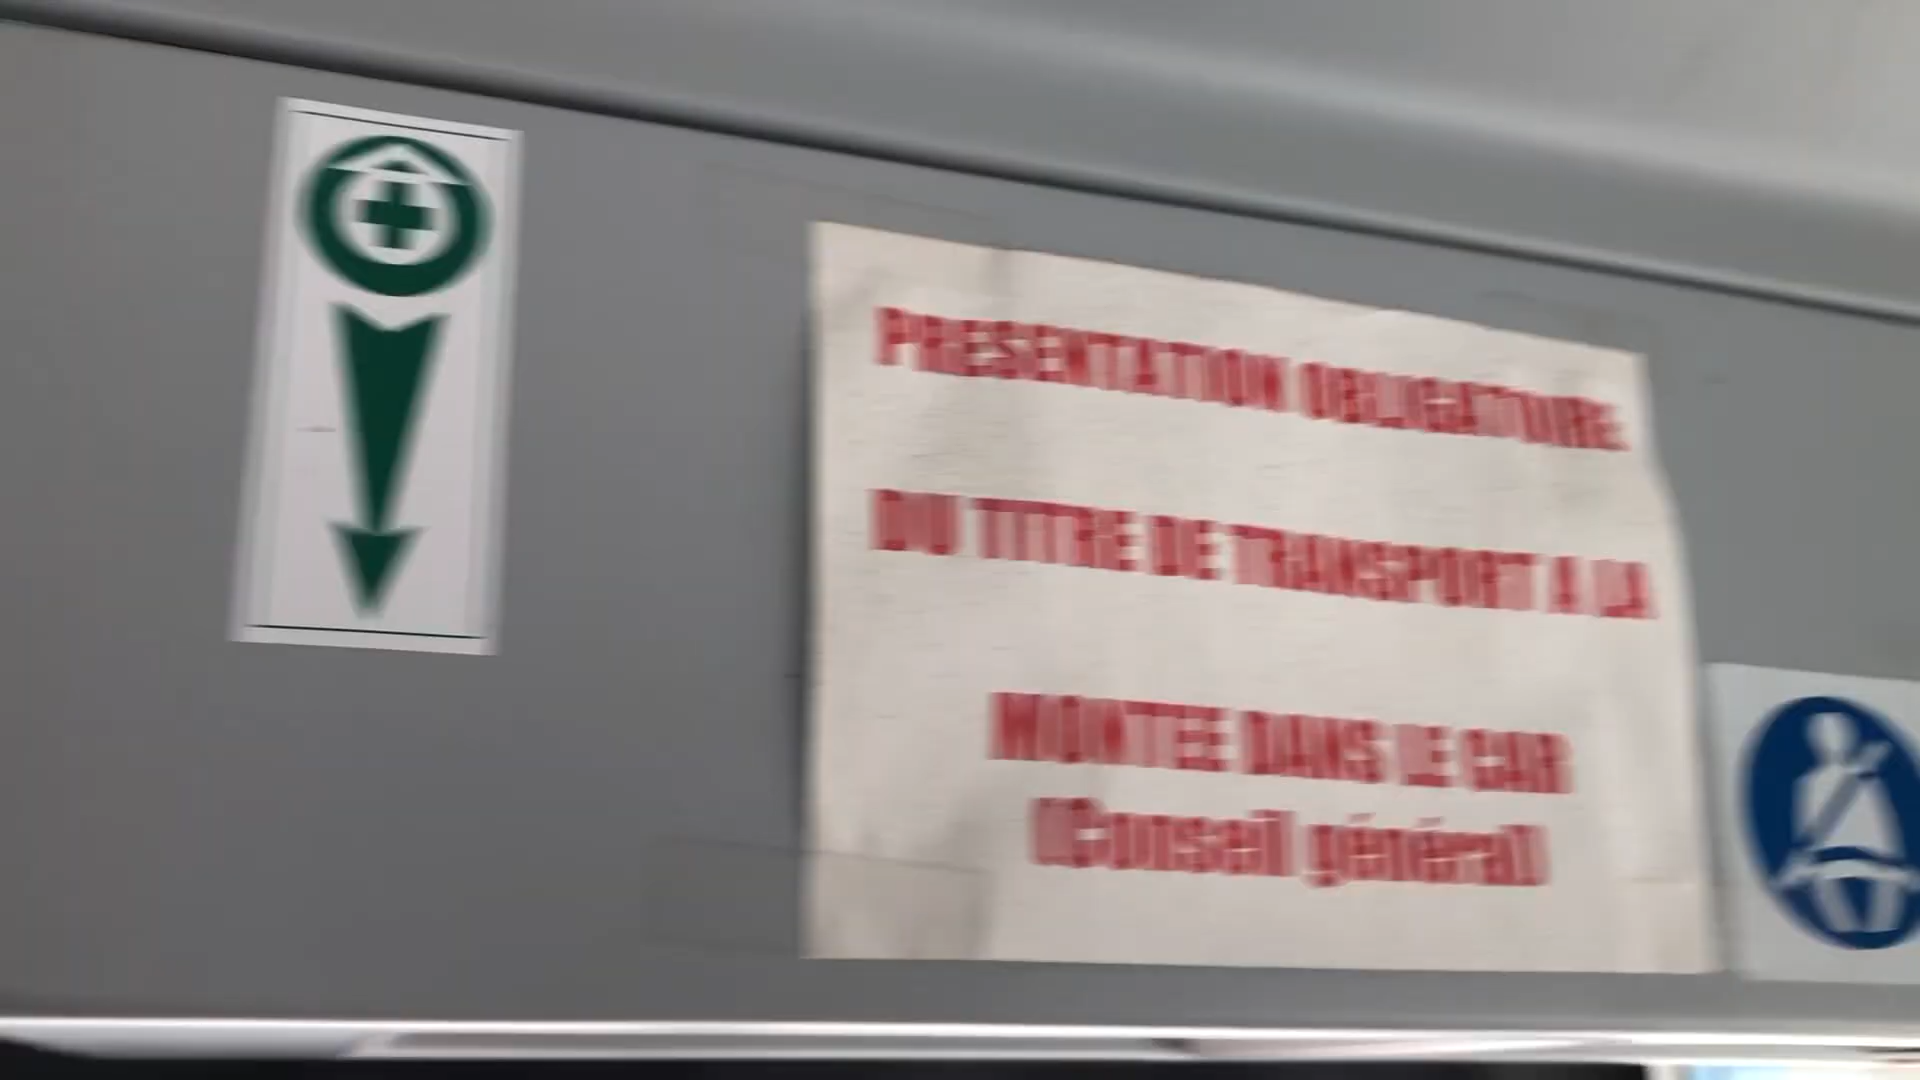 PRESENTATION OBLIGATOIRE
DU TITRE DE TRANSPORT A LA
MONTEE DANS LE CAR
(Conseil général)